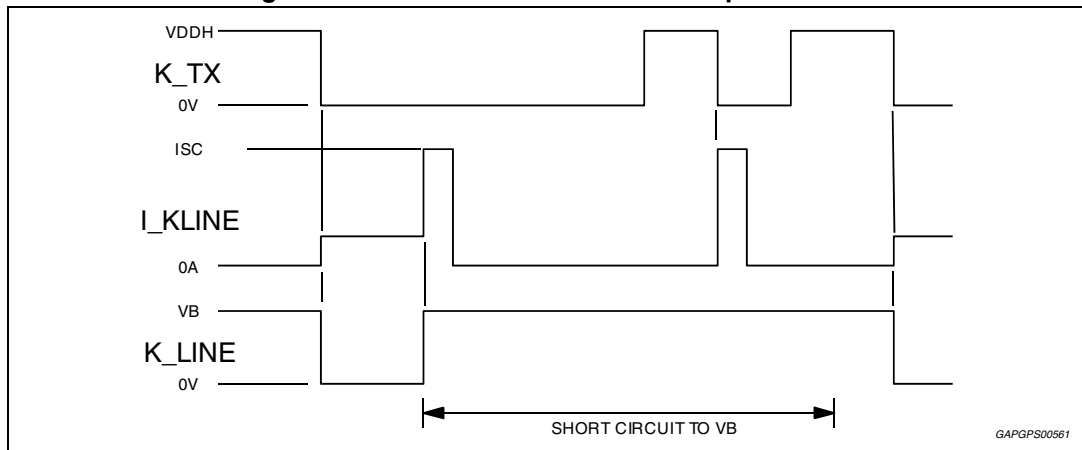 VDDH
K_TX
0V
ISC
I_KLINE
0A
VB
K_LINE
0V
SHORT CIRCUIT TO VB
GAPGPS00561